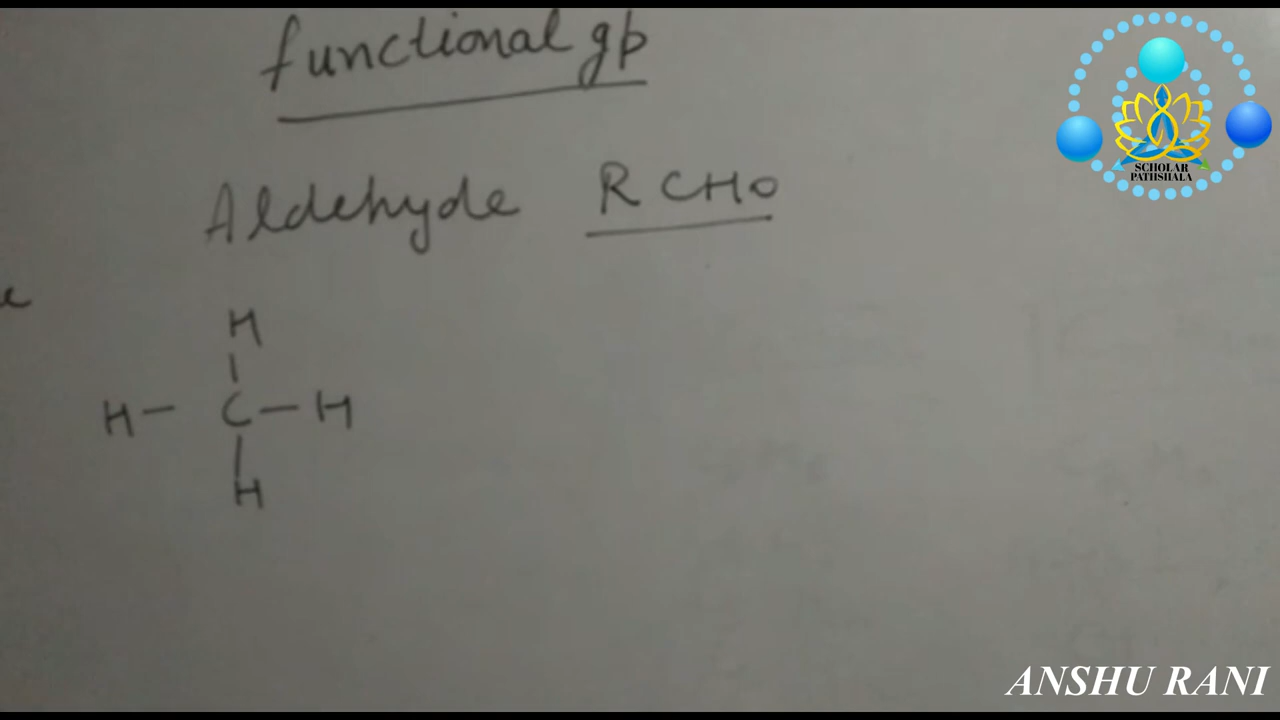 functional gp
Aldehyde RCHO
H
H - C - H
H
SCHOLAR
PATHSHALA
ANSHU RANI